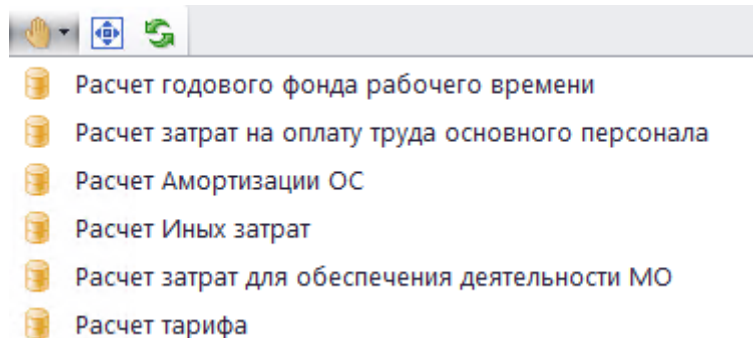 Расчет годового фонда рабочего времени
Расчет затрат на оплату труда основного персонала
Расчет Амортизации ОС
Расчет Иных затрат
Расчет затрат для обеспечения деятельности МО
Расчет тарифа